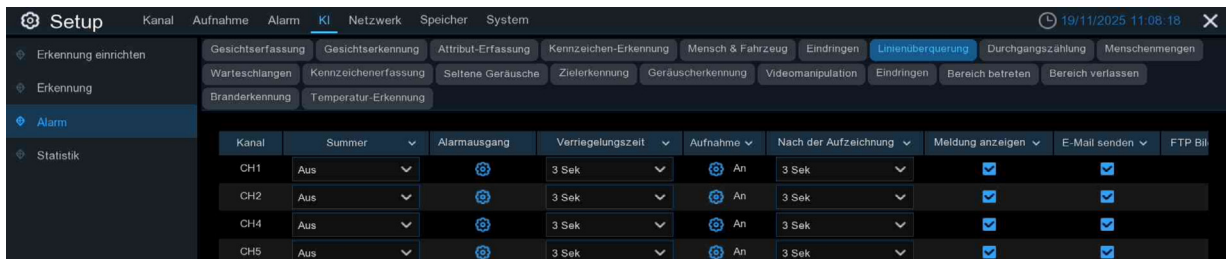 Setup Kanal Aufnahme Alarm KI Netzwerk Speicher System 19/11/2025 11:08:18
Erkennung einrichten
Erkennung
Alarm
Statistik
Gesichtserfassung Gesichtserkennung Attribut-Erfassung Kennzeichen-Erkennung Mensch & Fahrzeug Eindringen Linienüberquerung Durchgangszählung Menschenmengen
Warteschlangen Kennzeichenerfassung Seltene Geräusche Zielerkennung Geräuscherkennung Videomanipulation Eindringen Bereich betreten Bereich verlassen
Branderkennung Temperatur-Erkennung
Kanal Summer Alarmausgang Verriegelungszeit Aufnahme Nach der Aufzeichnung Meldung anzeigen E-Mail senden FTP Bil
CH1 Aus 3 Sek An 3 Sek
CH2 Aus 3 Sek An 3 Sek
CH4 Aus 3 Sek An 3 Sek
CH5 Aus 3 Sek An 3 Sek